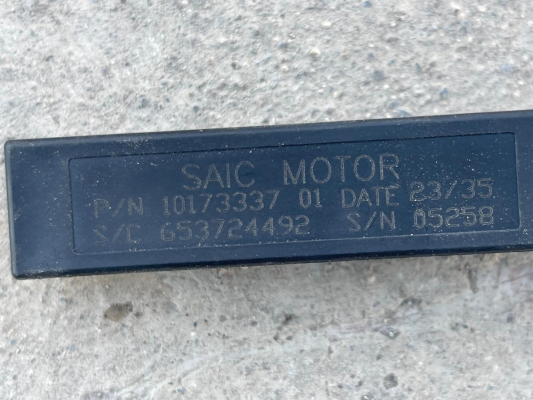 SAIC MOTOR
P/N 10173337 01 DATE 23/35
S/C 653724492 S/N 05258